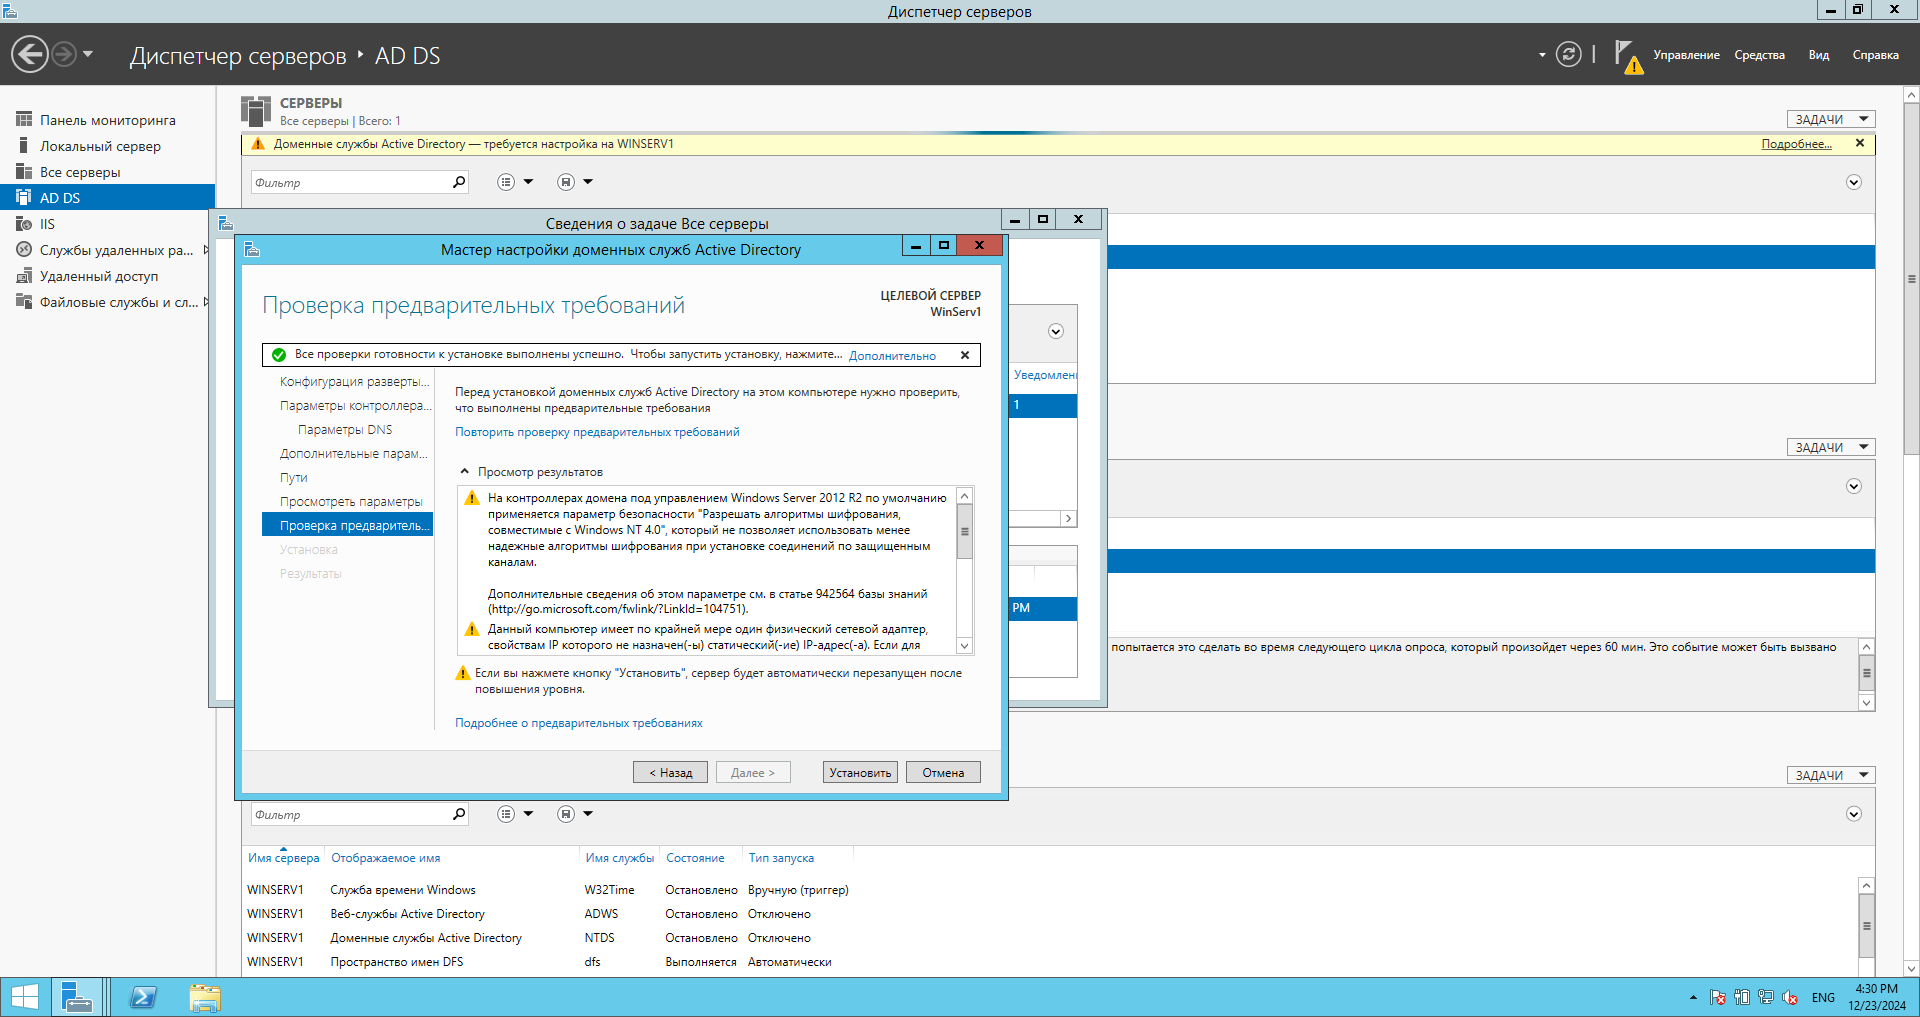 Диспетчер серверов
Диспетчер серверов ‣ AD DS
Управление Средства Вид Справка
Панель мониторинга
Локальный сервер
Все серверы
AD DS
IIS
Службы удаленных ра...
Удаленный доступ
Файловые службы и сл...
СЕРВЕРЫ
Все серверы | Всего: 1
ЗАДАЧИ
Доменные службы Active Directory — требуется настройка на WINSERV1
Подробнее...
Фильтр
Сведения о задаче Все серверы
Уведомлен
1
PM
Мастер настройки доменных служб Active Directory
Проверка предварительных требований
ЦЕЛЕВОЙ СЕРВЕР
WinServ1
Все проверки готовности к установке выполнены успешно. Чтобы запустить установку, нажмите... Дополнительно
Конфигурация разверты...
Параметры контроллера...
Параметры DNS
Дополнительные парам...
Пути
Просмотреть параметры
Проверка предваритель...
Установка
Результаты
Перед установкой доменных служб Active Directory на этом компьютере нужно проверить,
что выполнены предварительные требования
Повторить проверку предварительных требований
Просмотр результатов
На контроллерах домена под управлением Windows Server 2012 R2 по умолчанию
применяется параметр безопасности "Разрешать алгоритмы шифрования,
совместимые с Windows NT 4.0", который не позволяет использовать менее
надежные алгоритмы шифрования при установке соединений по защищенным
каналам.
Дополнительные сведения об этом параметре см. в статье 942564 базы знаний
(http://go.microsoft.com/fwlink/?LinkId=104751).
Данный компьютер имеет по крайней мере один физический сетевой адаптер,
свойствам IP которого не назначен(-ы) статический(-ие) IP-адрес(-а). Если для
Если вы нажмете кнопку "Установить", сервер будет автоматически перезапущен после
повышения уровня.
Подробнее о предварительных требованиях
< Назад
Далее >
Установить
Отмена
ЗАДАЧИ
попытается это сделать во время следующего цикла опроса, который произойдет через 60 мин. Это событие может быть вызвано
ЗАДАЧИ
Фильтр
Имя сервера Отображаемое имя Имя службы Состояние Тип запуска
WINSERV1 Служба времени Windows W32Time Остановлено Вручную (триггер)
WINSERV1 Веб-службы Active Directory ADWS Остановлено Отключено
WINSERV1 Доменные службы Active Directory NTDS Остановлено Отключено
WINSERV1 Пространство имен DFS dfs Выполняется Автоматически
ENG
4:30 PM
12/23/2024